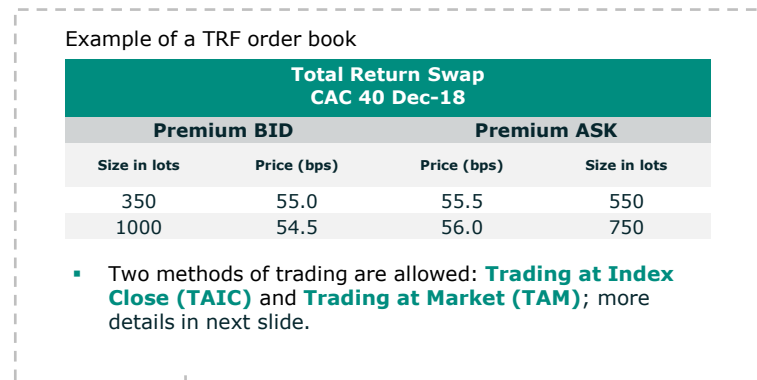 Example of a TRF order book
Total Return Swap
CAC 40 Dec-18
Premium BID Premium ASK
Size in lots Price (bps) Price (bps) Size in lots
350 55.0 55.5 550
1000 54.5 56.0 750
▪ Two methods of trading are allowed: Trading at Index
Close (TAIC) and Trading at Market (TAM); more
details in next slide.